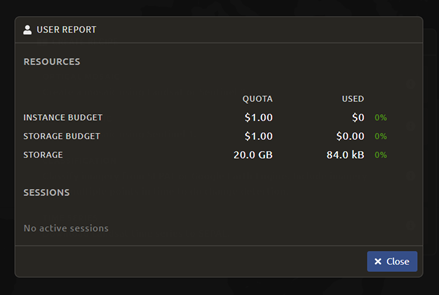 USER REPORT
RESOURCES
QUOTA USED
INSTANCE BUDGET $1.00 $0 0%
STORAGE BUDGET $1.00 $0.00 0%
STORAGE 20.0 GB 84.0 kB 0%
SESSIONS
No active sessions
Close